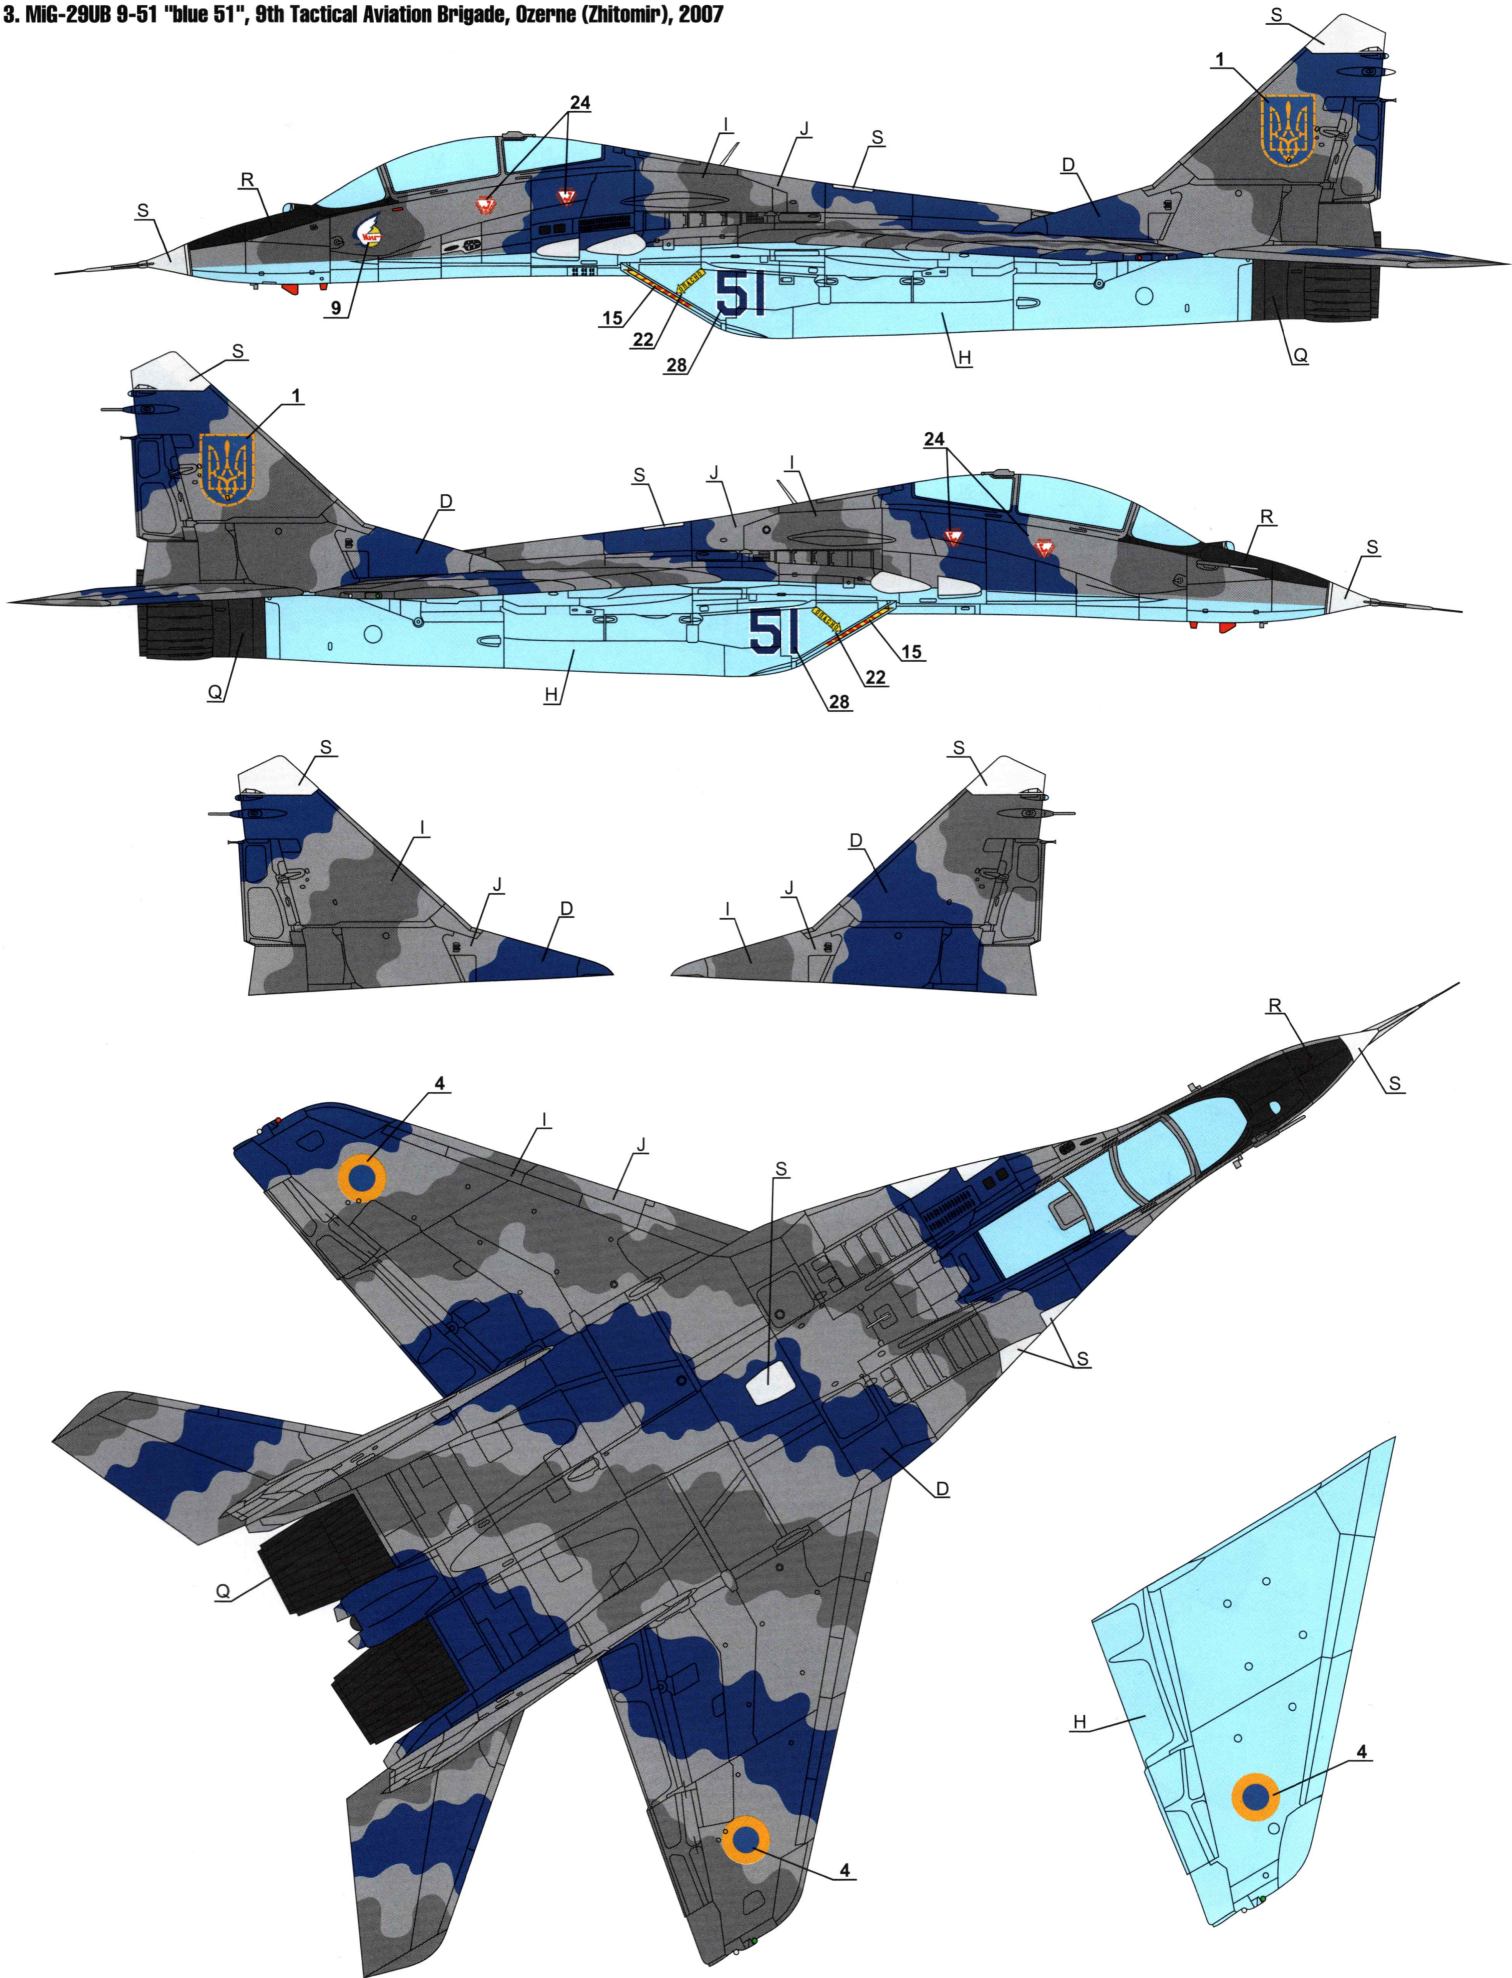 3. MiG-29UB 9-51 "blue 51", 9th Tactical Aviation Brigade, Ozerne (Zhitomir), 2007
S
1
24
I
J
S
D
R
S
51
9
15
22
28
H
Q
S
1
24
S
J
I
D
R
S
51
15
22
28
Q
H
S
S
I
D
J
J
D
I
R
S
4
I
J
S
S
D
Q
H
4
4